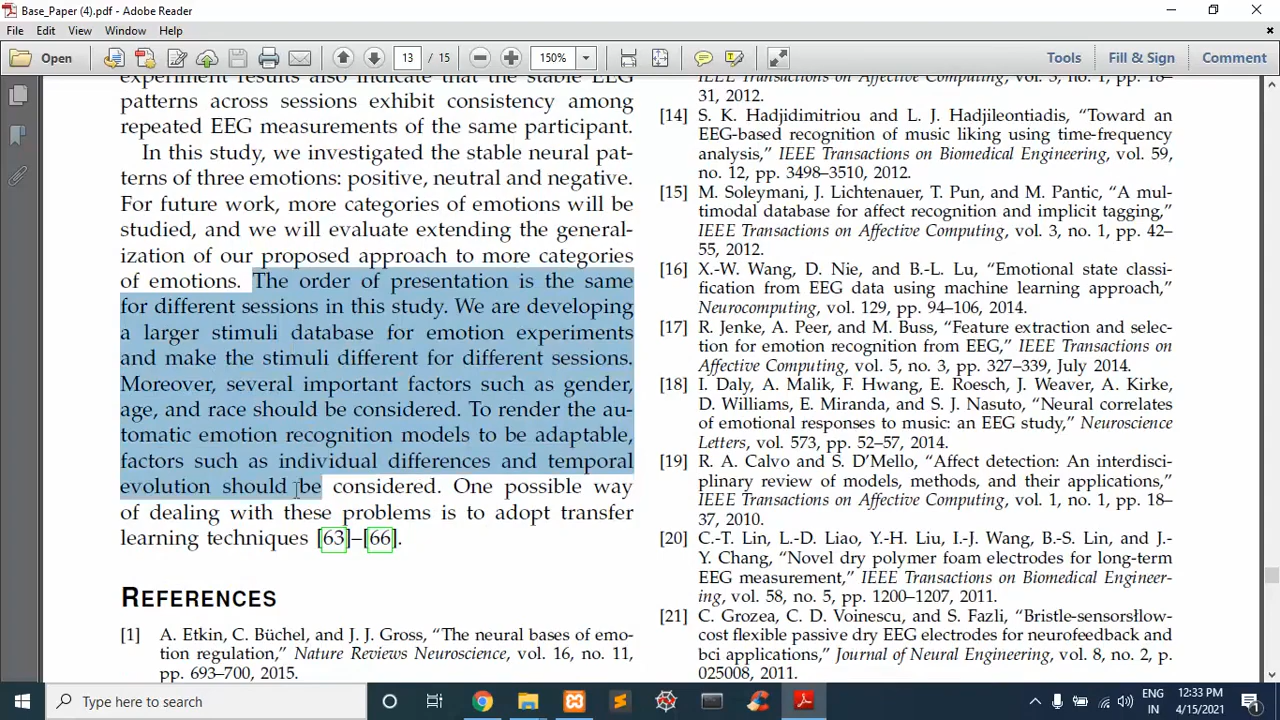 Base_Paper (4).pdf - Adobe Reader
File Edit View Window Help
Open 13 / 15 150% Tools Fill & Sign Comment
experiment results also indicate that the stable EEG
patterns across sessions exhibit consistency among
repeated EEG measurements of the same participant.
In this study, we investigated the stable neural pat-
terns of three emotions: positive, neutral and negative.
For future work, more categories of emotions will be
studied, and we will evaluate extending the general-
ization of our proposed approach to more categories
of emotions. The order of presentation is the same
for different sessions in this study. We are developing
a larger stimuli database for emotion experiments
and make the stimuli different for different sessions.
Moreover, several important factors such as gender,
age, and race should be considered. To render the au-
tomatic emotion recognition models to be adaptable,
factors such as individual differences and temporal
evolution should be considered. One possible way
of dealing with these problems is to adopt transfer
learning techniques [63]–[66].
REFERENCES
[1] A. Etkin, C. Büchel, and J. J. Gross, “The neural bases of emo-
tion regulation,” Nature Reviews Neuroscience, vol. 16, no. 11,
pp. 693–700, 2015.
IEEE Transactions on Affective Computing, vol. 3, no. 1, pp. 18–
31, 2012.
[14] S. K. Hadjidimitriou and L. J. Hadjileontiadis, “Toward an
EEG-based recognition of music liking using time-frequency
analysis,” IEEE Transactions on Biomedical Engineering, vol. 59,
no. 12, pp. 3498–3510, 2012.
[15] M. Soleymani, J. Lichtenauer, T. Pun, and M. Pantic, “A mul-
timodal database for affect recognition and implicit tagging,”
IEEE Transactions on Affective Computing, vol. 3, no. 1, pp. 42–
55, 2012.
[16] X.-W. Wang, D. Nie, and B.-L. Lu, “Emotional state classi-
fication from EEG data using machine learning approach,”
Neurocomputing, vol. 129, pp. 94–106, 2014.
[17] R. Jenke, A. Peer, and M. Buss, “Feature extraction and selec-
tion for emotion recognition from EEG,” IEEE Transactions on
Affective Computing, vol. 5, no. 3, pp. 327–339, July 2014.
[18] I. Daly, A. Malik, F. Hwang, E. Roesch, J. Weaver, A. Kirke,
D. Williams, E. Miranda, and S. J. Nasuto, “Neural correlates
of emotional responses to music: an EEG study,” Neuroscience
Letters, vol. 573, pp. 52–57, 2014.
[19] R. A. Calvo and S. D’Mello, “Affect detection: An interdisci-
plinary review of models, methods, and their applications,”
IEEE Transactions on Affective Computing, vol. 1, no. 1, pp. 18–
37, 2010.
[20] C.-T. Lin, L.-D. Liao, Y.-H. Liu, I.-J. Wang, B.-S. Lin, and J.-
Y. Chang, “Novel dry polymer foam electrodes for long-term
EEG measurement,” IEEE Transactions on Biomedical Engineer-
ing, vol. 58, no. 5, pp. 1200–1207, 2011.
[21] C. Grozea, C. D. Voinescu, and S. Fazli, “Bristle-sensorsłlow-
cost flexible passive dry EEG electrodes for neurofeedback and
bci applications,” Journal of Neural Engineering, vol. 8, no. 2, p.
025008, 2011.
Type here to search
ENG
IN
12:33 PM
4/15/2021
1